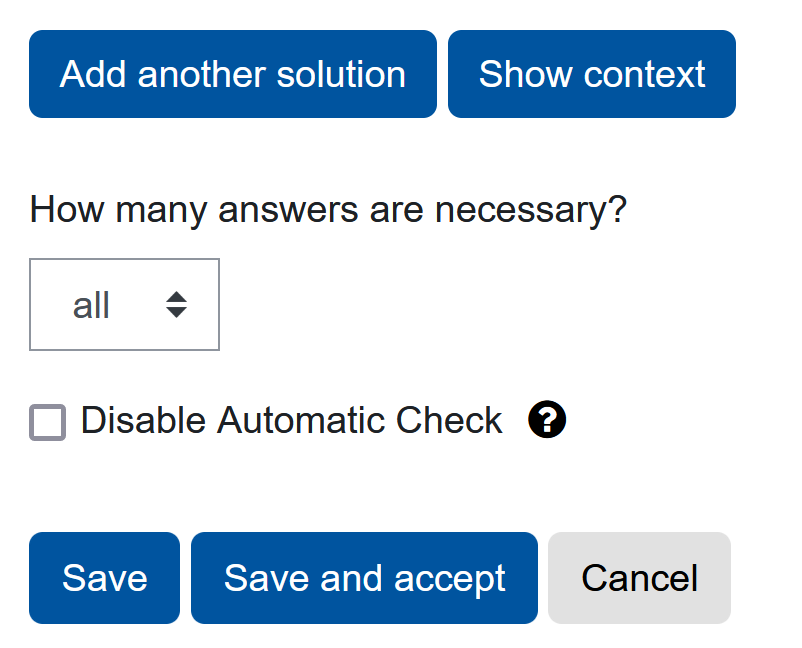 Add another solution Show context
How many answers are necessary?
all
Disable Automatic Check ?
Save Save and accept Cancel